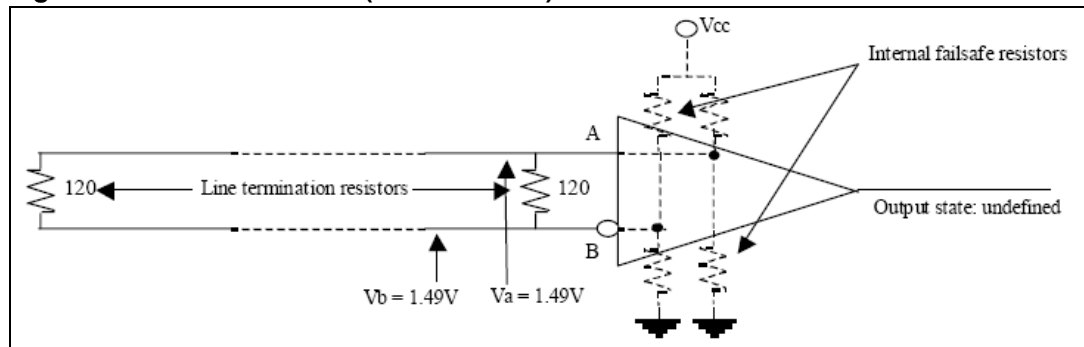 Vcc
Internal failsafe resistors
A
120
Line termination resistors
120
Output state: undefined
B
Vb = 1.49V
Va = 1.49V